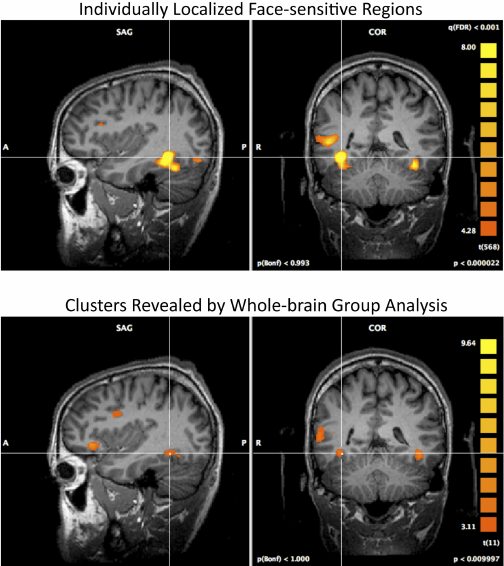 Individually Localized Face-sensitive Regions
SAG
COR
q(FDR) < 0.001
8.00
A
P
R
4.28
t(568)
p(Bonf) < 0.993
p < 0.000022
Clusters Revealed by Whole-brain Group Analysis
SAG
COR
9.64
A
P
R
3.11
t(11)
p(Bonf) < 1.000
p < 0.009997